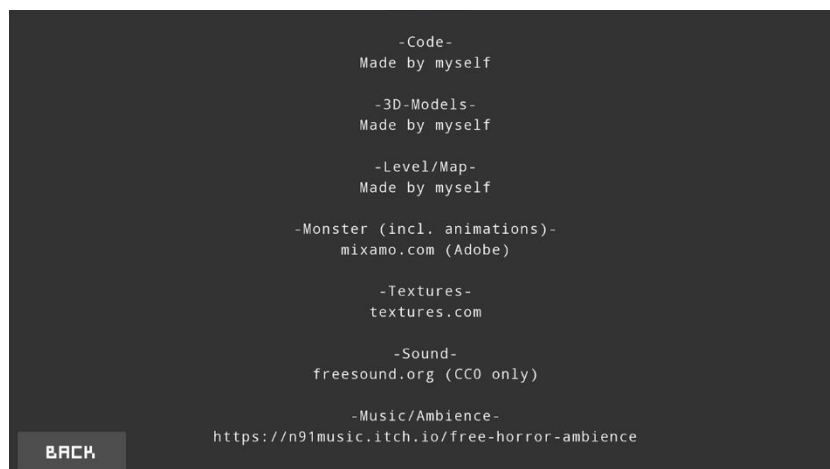 -Code-
Made by myself
-3D-Models-
Made by myself
-Level/Map-
Made by myself
-Monster (incl. animations)-
mixamo.com (Adobe)
-Textures-
textures.com
-Sound-
freesound.org (CC0 only)
-Music/Ambience-
https://n91music.itch.io/free-horror-ambience
BACK